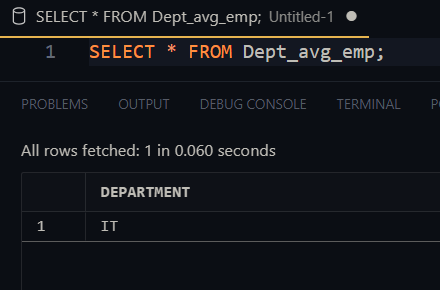 SELECT * FROM Dept_avg_emp; Untitled-1
1 SELECT * FROM Dept_avg_emp;
PROBLEMS OUTPUT DEBUG CONSOLE TERMINAL
All rows fetched: 1 in 0.060 seconds
DEPARTMENT
1 IT